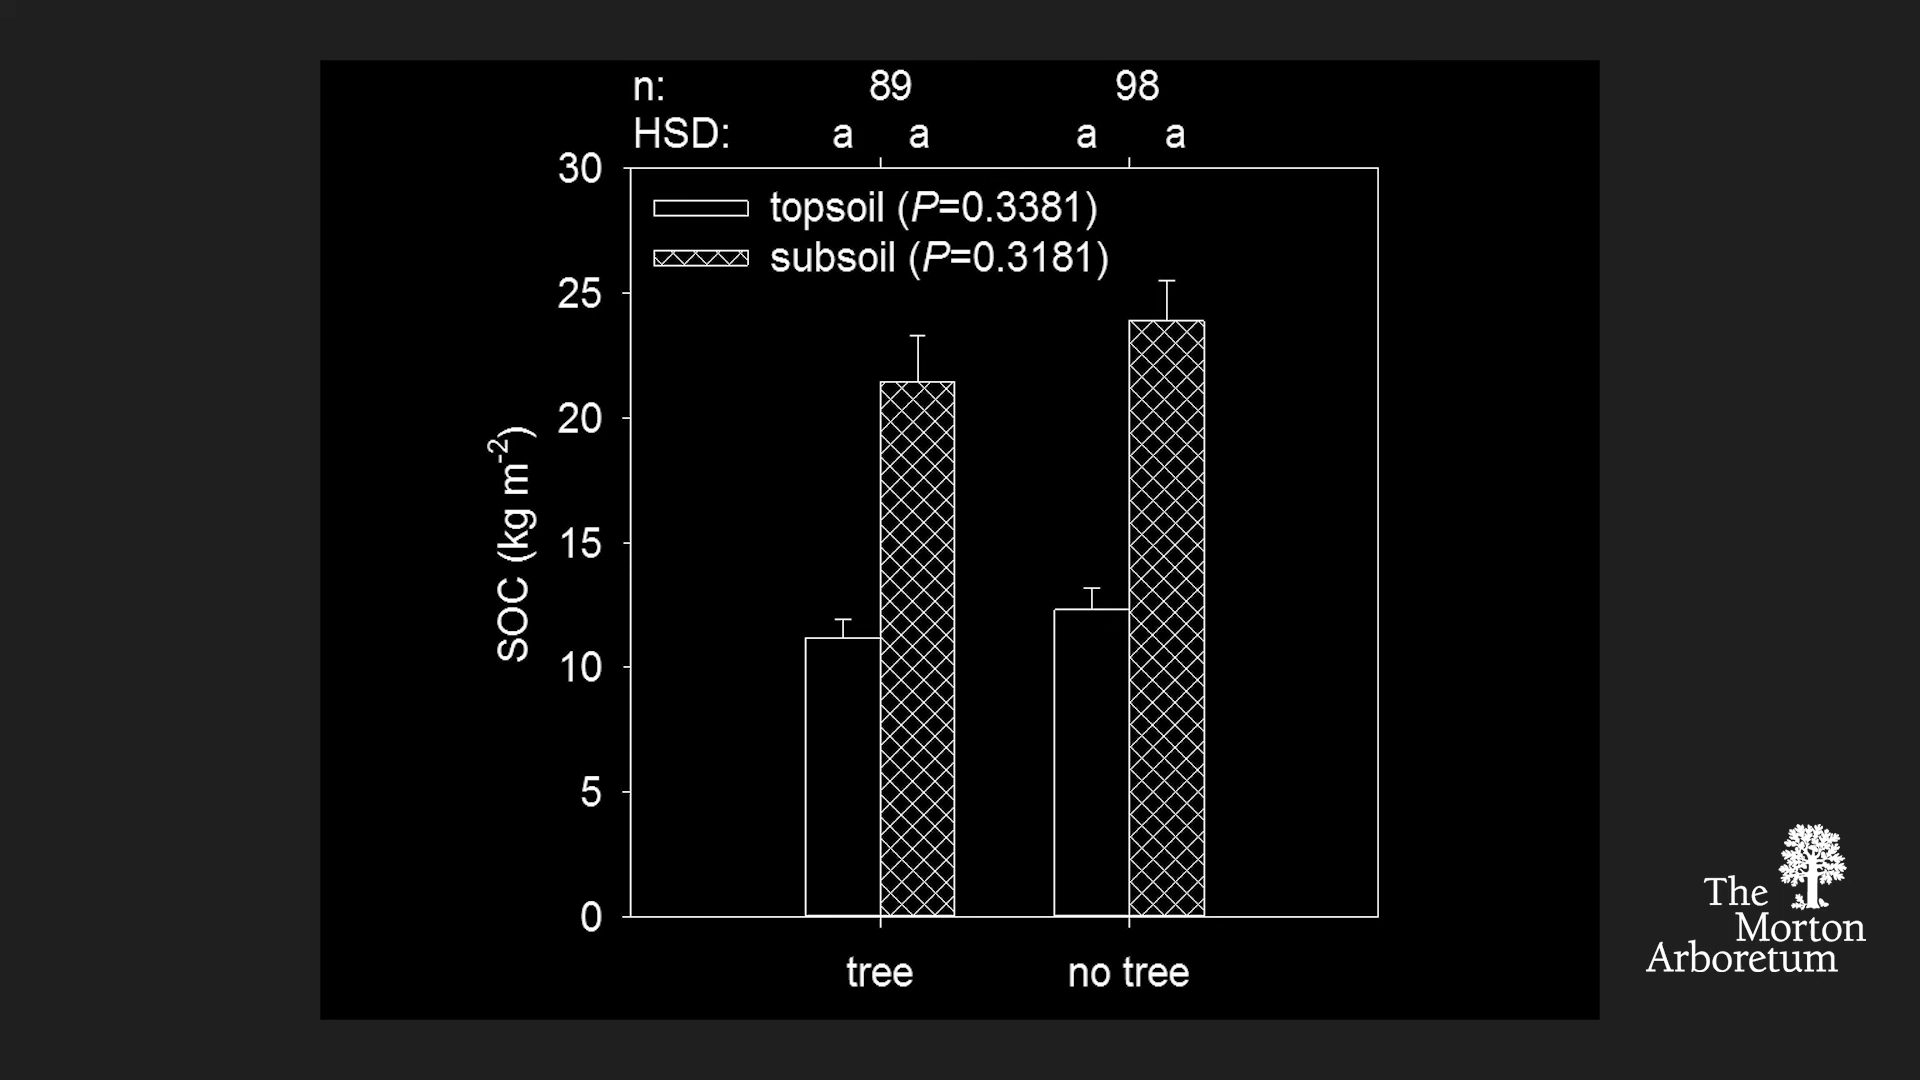 n: 89 98
HSD: a a a a
30
25
20
15
10
5
0
topsoil (P=0.3381)
subsoil (P=0.3181)
SOC (kg m⁻²)
tree no tree
The
Morton
Arboretum